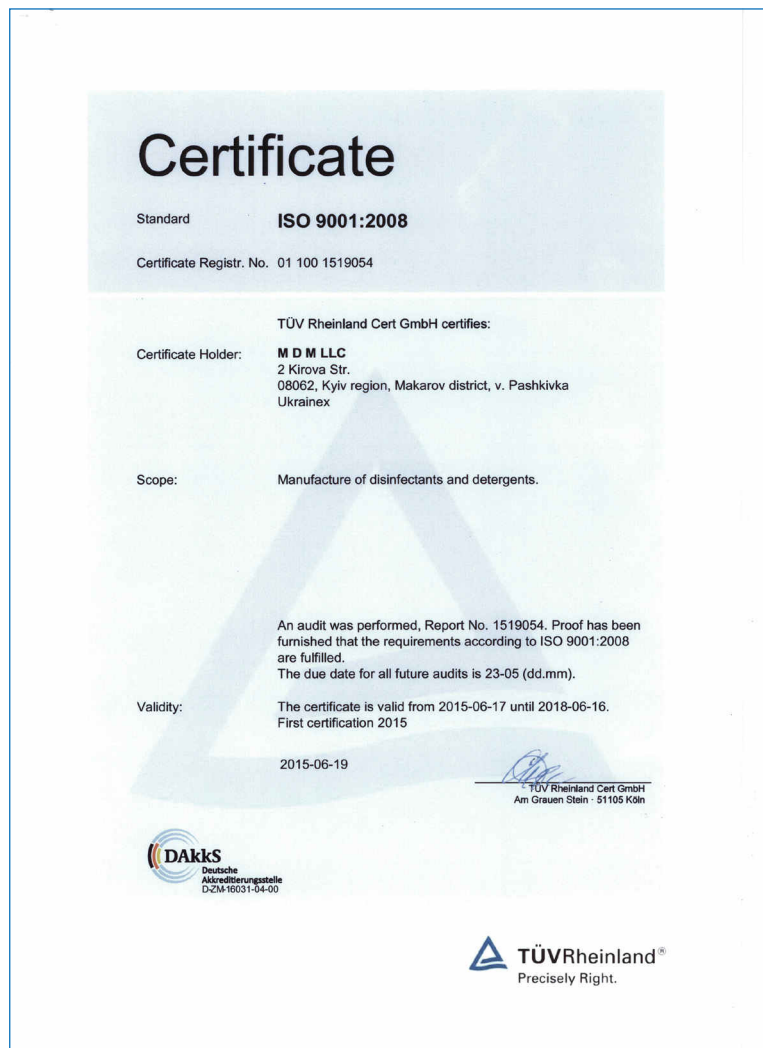 Certificate
Standard ISO 9001:2008
Certificate Registr. No. 01 100 1519054
TÜV Rheinland Cert GmbH certifies:
Certificate Holder: M D M LLC
2 Kirova Str.
08062, Kyiv region, Makarov district, v. Pashkivka
Ukrainex
Scope: Manufacture of disinfectants and detergents.
An audit was performed, Report No. 1519054. Proof has been
furnished that the requirements according to ISO 9001:2008
are fulfilled.
The due date for all future audits is 23-05 (dd.mm).
Validity: The certificate is valid from 2015-06-17 until 2018-06-16.
First certification 2015
2015-06-19
TÜV Rheinland Cert GmbH
Am Grauen Stein · 51105 Köln
DAkkS
Deutsche
Akkreditierungsstelle
D-ZM-16031-04-00
TÜVRheinland®
Precisely Right.